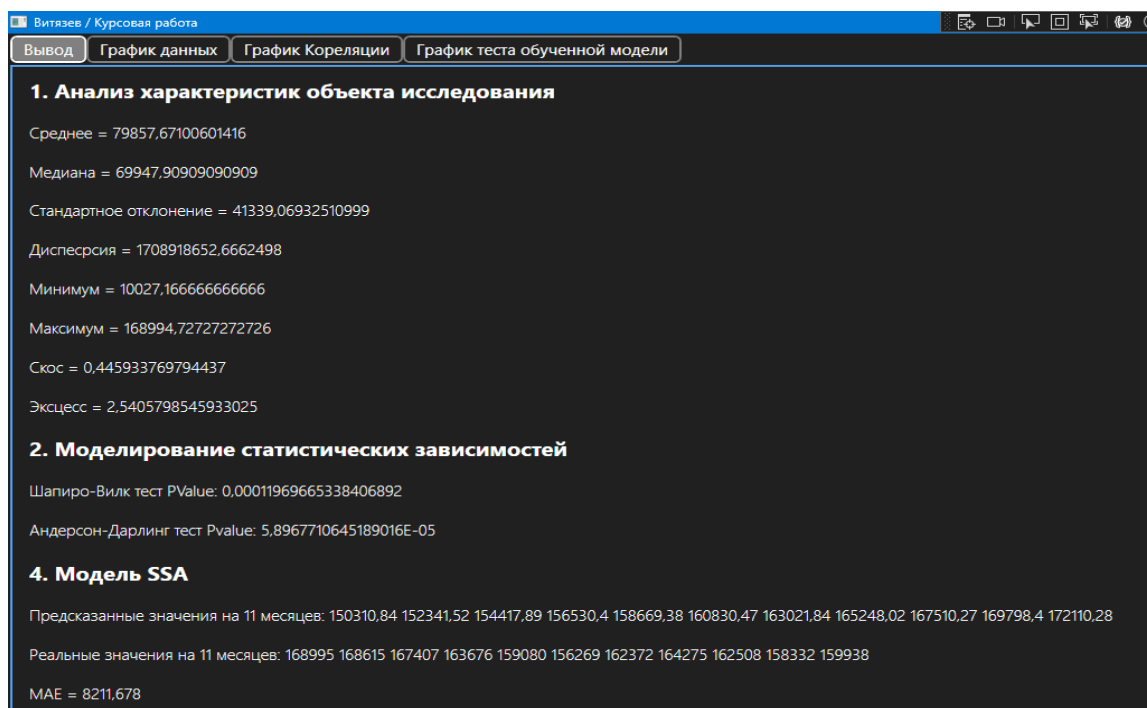 Витязев / Курсовая работа
Вывод График данных График Кореляции График теста обученной модели
1. Анализ характеристик объекта исследования
Среднее = 79857,67100601416
Медиана = 69947,90909090909
Стандартное отклонение = 41339,06932510999
Диспесрсия = 1708918652,6662498
Минимум = 10027,166666666666
Максимум = 168994,72727272726
Скос = 0,445933769794437
Эксцесс = 2,5405798545933025
2. Моделирование статистических зависимостей
Шапиро-Вилк тест PValue: 0,00011969665338406892
Андерсон-Дарлинг тест Pvalue: 5,8967710645189016E-05
4. Модель SSA
Предсказанные значения на 11 месяцев: 150310,84 152341,52 154417,89 156530,4 158669,38 160830,47 163021,84 165248,02 167510,27 169798,4 172110,28
Реальные значения на 11 месяцев: 168995 168615 167407 163676 159080 156269 162372 164275 162508 158332 159938
MAE = 8211,678